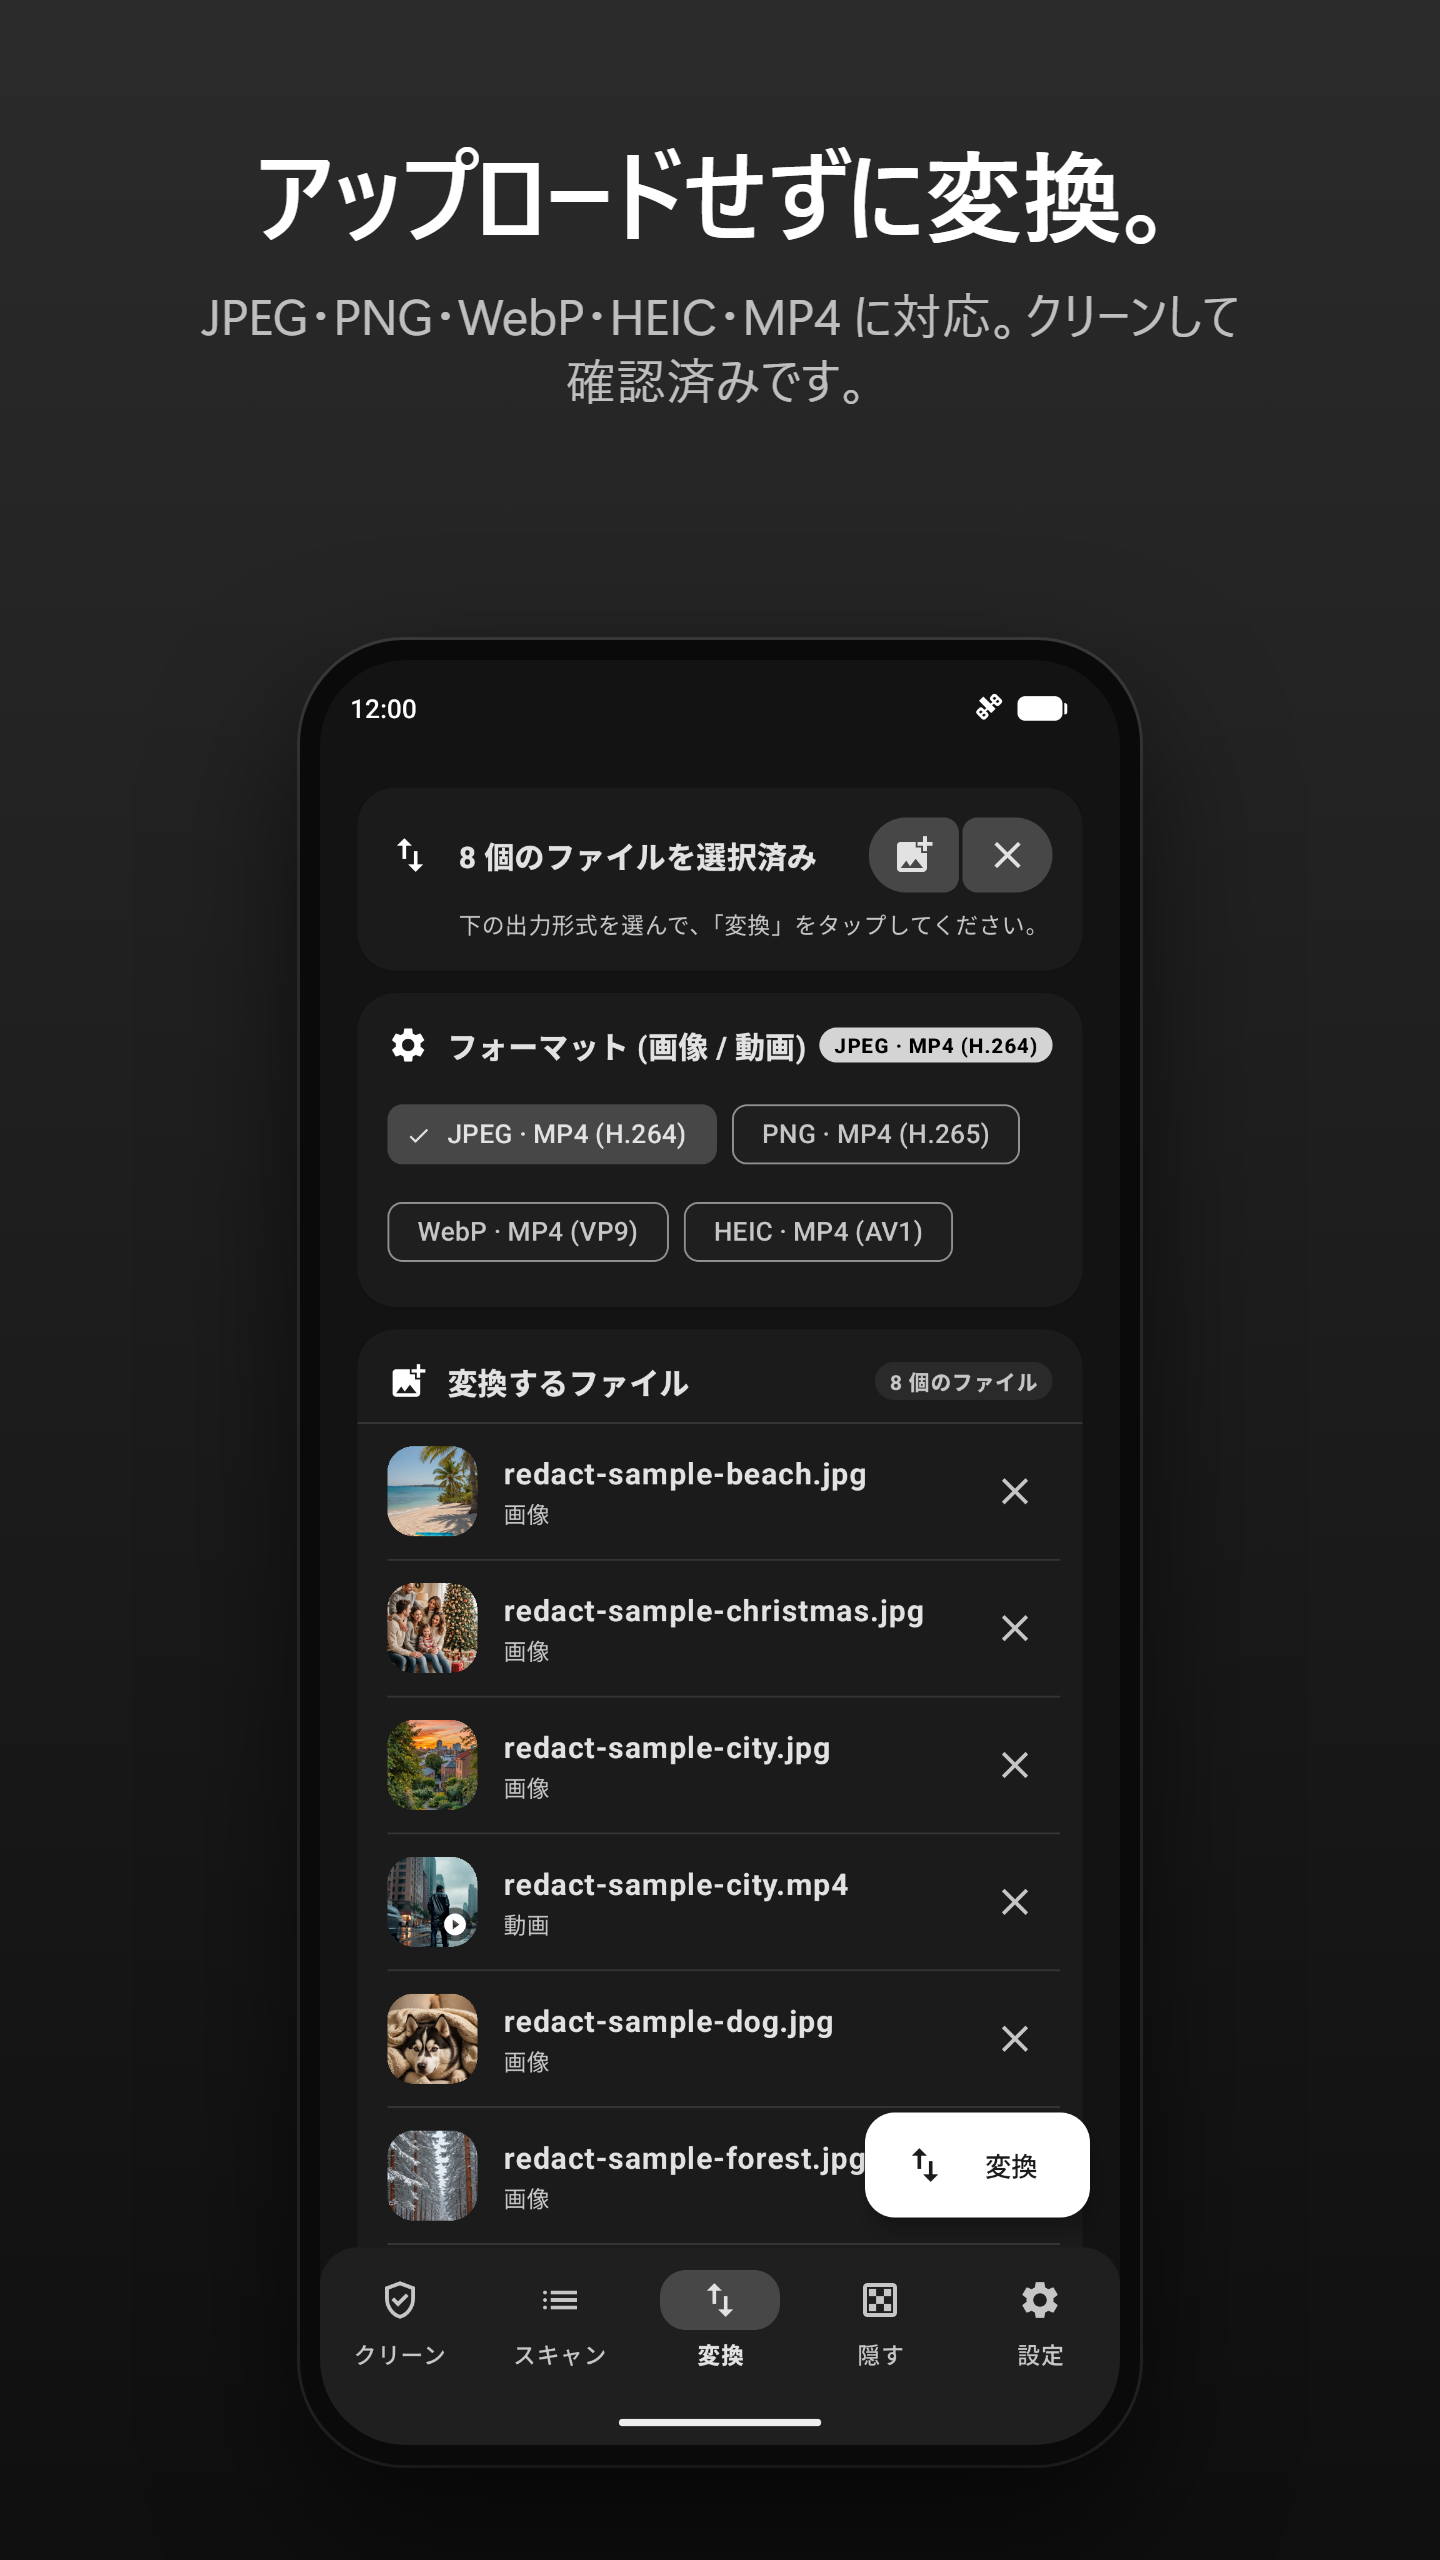 アップロードせずに変換。
JPEG・PNG・WebP・HEIC・MP4 に対応。クリーンして
確認済みです。
12:00
8 個のファイルを選択済み
下の出力形式を選んで、「変換」をタップしてください。
フォーマット (画像 / 動画)
JPEG · MP4 (H.264)
JPEG · MP4 (H.264)
PNG · MP4 (H.265)
WebP · MP4 (VP9)
HEIC · MP4 (AV1)
変換するファイル
8 個のファイル
redact-sample-beach.jpg
画像
redact-sample-christmas.jpg
画像
redact-sample-city.jpg
画像
redact-sample-city.mp4
動画
redact-sample-dog.jpg
画像
redact-sample-forest.jpg
画像
変換
クリーン
スキャン
変換
隠す
設定